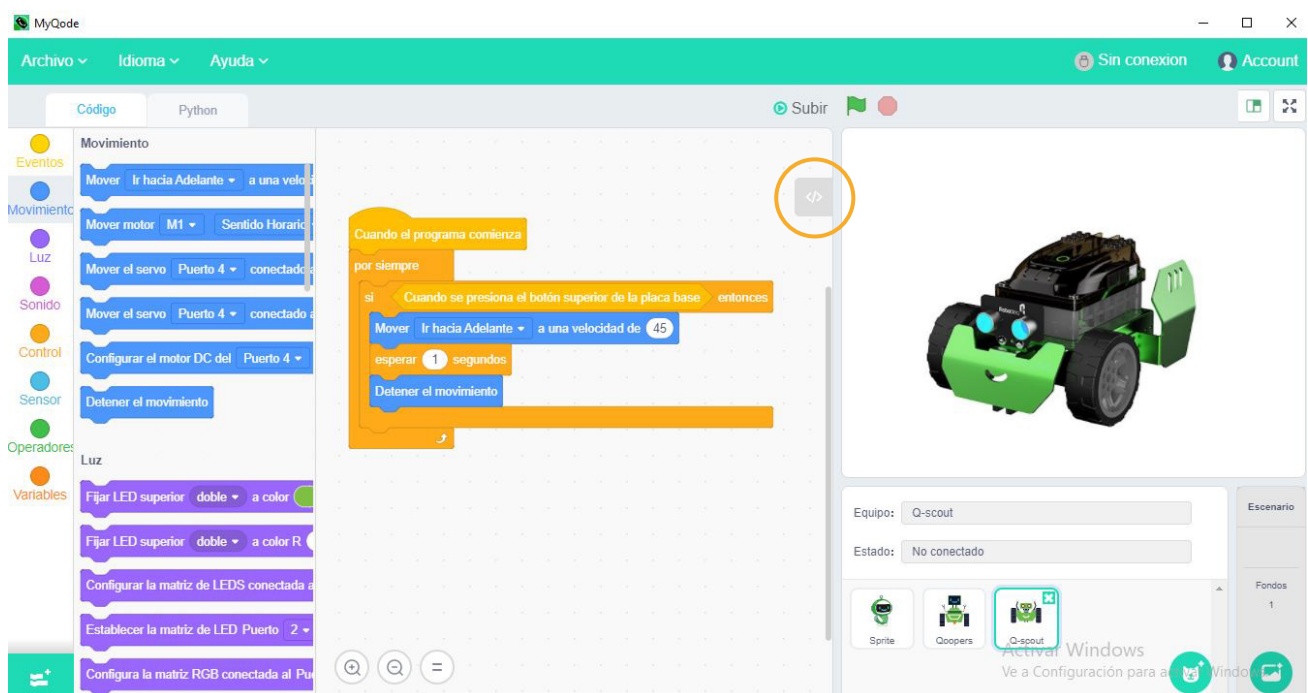 MyQode
Archivo Idioma Ayuda Sin conexion Account
Código Python Subir
Eventos
Movimiento
Luz
Sonido
Control
Sensor
Operadores
Variables
Movimiento
Mover Ir hacia Adelante a una veloci
Mover motor M1 Sentido Horario
Mover el servo Puerto 4 conectado a
Mover el servo Puerto 4 conectado a
Configurar el motor DC del Puerto 4
Detener el movimiento
Luz
Fijar LED superior doble a color
Fijar LED superior doble a color R
Configurar la matriz de LEDS conectada a
Establecer la matriz de LED Puerto 2
Configura la matriz RGB conectada al Pu
</>
Cuando el programa comienza
por siempre
si Cuando se presiona el botón superior de la placa base entonces
Mover Ir hacia Adelante a una velocidad de 45
esperar 1 segundos
Detener el movimiento
Equipo: Q-scout
Estado: No conectado
Sprite Qoopers Q-scout
Escenario
Fondos
1
Activar Windows
Ve a Configuración para activar Windows